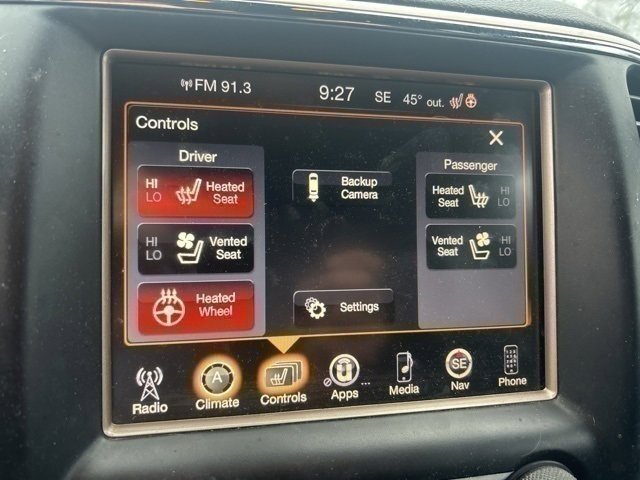 FM 91.3 9:27 SE 45° out.
Controls
Driver
HI Heated
LO Seat
HI Vented
LO Seat
Heated
Wheel
Backup
Camera
Settings
Passenger
Heated HI
Seat LO
Vented HI
Seat LO
A SE
Radio Climate Controls Apps ... Media Nav Phone